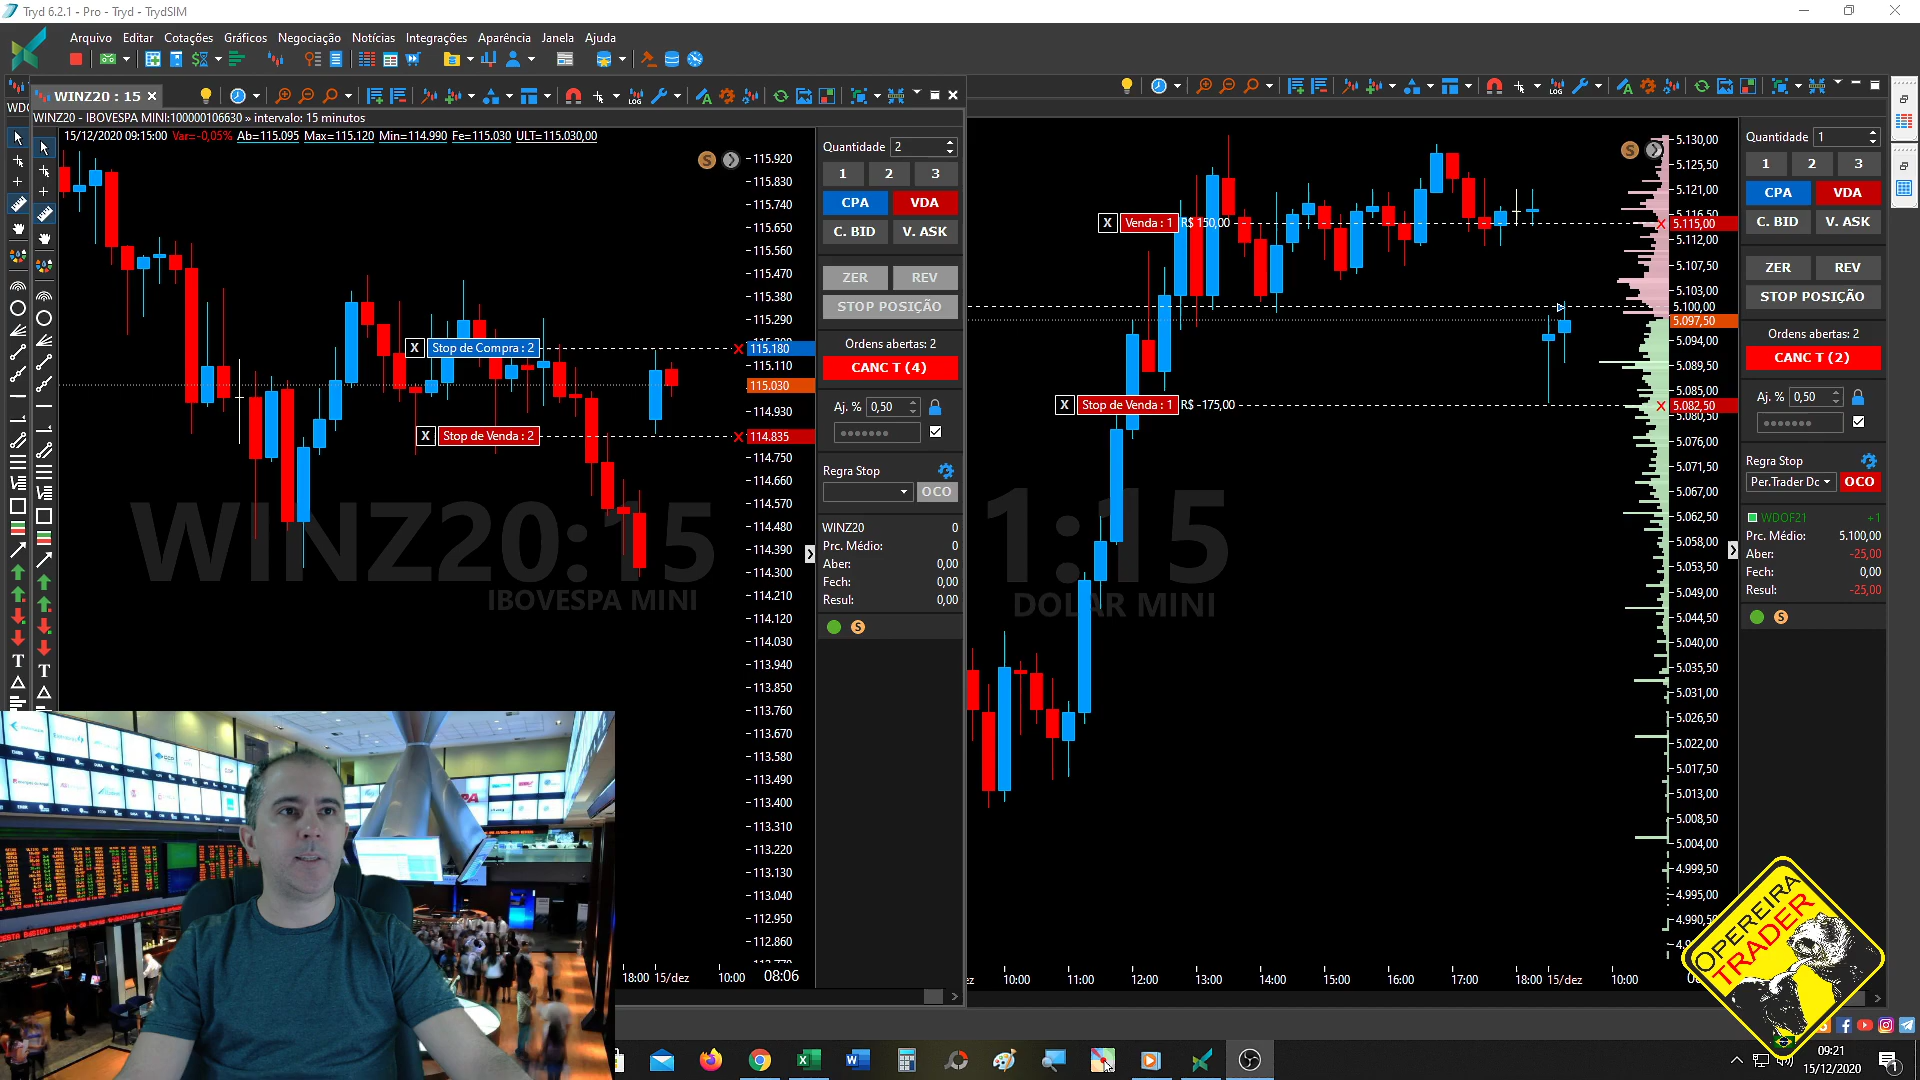 Tryd 6.2.1 - Pro - Tryd - TrydSIM
Arquivo Editar Cotações Gráficos Negociação Notícias Integrações Aparência Janela Ajuda
WINZ20 : 15
WINZ20 - IBOVESPA MINI:100000106630 » intervalo: 15 minutos
15/12/2020 09:15:00 Var=-0,05% Ab=115.095 Max=115.120 Min=114.990 Fe=115.030 ULT=115.030,00
WINZ20:15
IBOVESPA MINI
X Stop de Compra : 2
X Stop de Venda : 2
115.920
115.830
115.740
115.650
115.560
115.470
115.380
115.290
115.180
115.110
115.030
114.930
114.835
114.750
114.660
114.570
114.480
114.390
114.300
114.210
114.120
114.030
113.940
113.850
113.760
113.670
113.580
113.490
113.400
113.310
113.220
113.130
113.040
112.950
112.860
18:00 15/dez 10:00 08:06
Quantidade 2
1 2 3
CPA VDA
C. BID V. ASK
ZER REV
STOP POSIÇÃO
Ordens abertas: 2
CANC T (4)
Aj. % 0,50
Regra Stop
OCO
WINZ20 0
Prc. Médio: 0
Aber: 0,00
Fech: 0,00
Resul: 0,00
1:15
DOLAR MINI
X Venda : 1 R$ 150,00
X Stop de Venda : 1 R$ -175,00
5.130,00
5.125,50
5.121,00
5.116,50
5.115,00
5.112,00
5.107,50
5.103,00
5.100,00
5.097,50
5.094,00
5.089,50
5.085,00
5.082,50
5.080,50
5.076,00
5.071,50
5.067,00
5.062,50
5.058,00
5.053,50
5.049,00
5.044,50
5.040,00
5.035,50
5.031,00
5.026,50
5.022,00
5.017,50
5.013,00
5.008,50
5.004,00
4.999,50
4.995,00
4.990,50
10:00 11:00 12:00 13:00 14:00 15:00 16:00 17:00 18:00 15/dez 10:00
Quantidade 1
1 2 3
CPA VDA
C. BID V. ASK
ZER REV
STOP POSIÇÃO
Ordens abertas: 2
CANC T (2)
Aj. % 0,50
Regra Stop
Per.Trader Dc OCO
WDOF21 +1
Prc. Médio: 5.100,00
Aber: -25,00
Fech: 0,00
Resul: -25,00
OPEREIRA
TRADER
09:21
15/12/2020